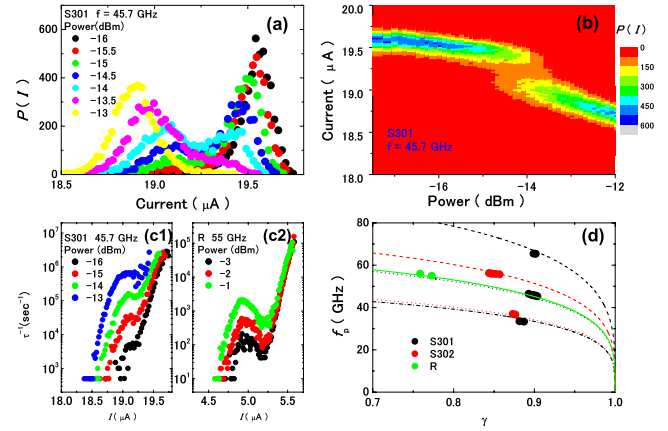 (a)
S301 f = 45.7 GHz
Power(dBm)
−16
−15.5
−15
−14.5
−14
−13.5
−13
600
400
200
0
P ( I )
18.5 19.0 19.5
Current ( μA )
(b)
20.0
19.5
19.0
18.5
18.0
Current ( μ A )
S301
f = 45.7 GHz
−16 −14 −12
Power ( dBm )
P ( I )
0
150
300
450
600
(c1)
S301 45.7 GHz
Power (dBm)
−16
−15
−14
−13
10⁷
10⁶
10⁵
10⁴
10³
τ⁻¹(sec⁻¹)
18.0 18.5 19.0 19.5
I ( μA )
(c2)
R 55 GHz
Power (dBm)
−3
−2
−1
10⁵
10⁴
10³
10²
10¹
4.5 5.0 5.5
I ( μA )
(d)
80
60
40
20
0
fp (GHz)
S301
S302
R
0.7 0.8 0.9 1.0
γ